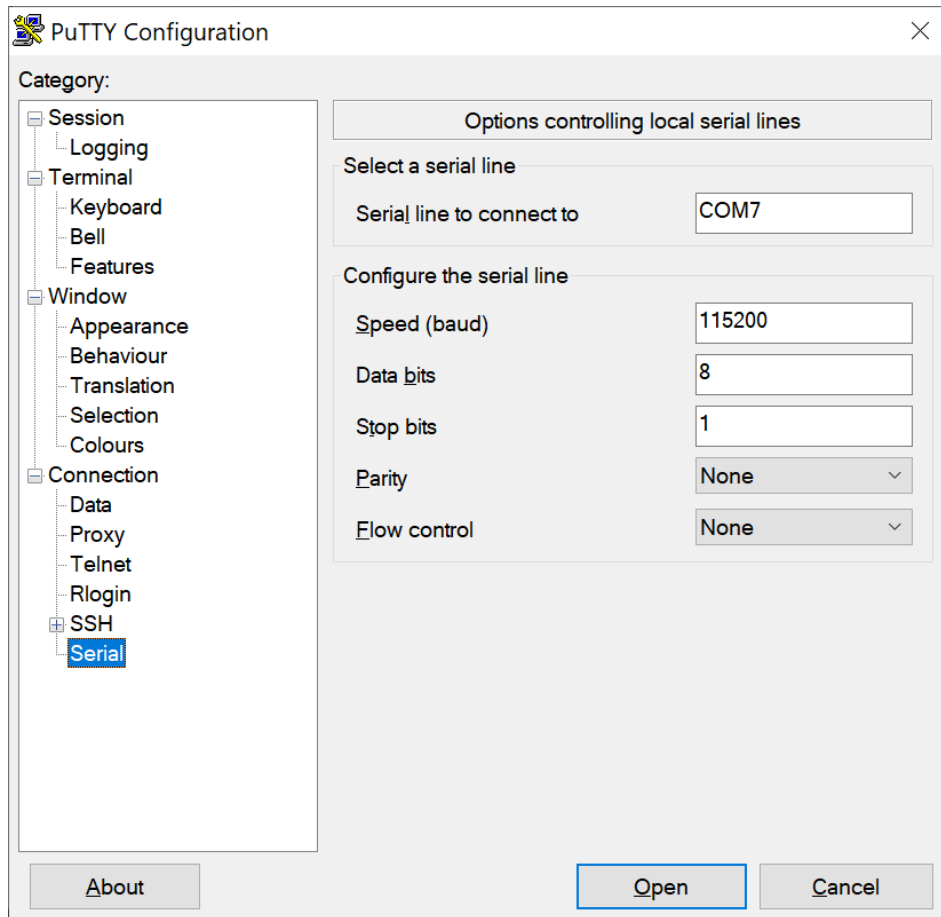 PuTTY Configuration
Category:
Session
Logging
Terminal
Keyboard
Bell
Features
Window
Appearance
Behaviour
Translation
Selection
Colours
Connection
Data
Proxy
Telnet
Rlogin
SSH
Serial
Options controlling local serial lines
Select a serial line
Serial line to connect to COM7
Configure the serial line
Speed (baud) 115200
Data bits 8
Stop bits 1
Parity None
Flow control None
About Open Cancel